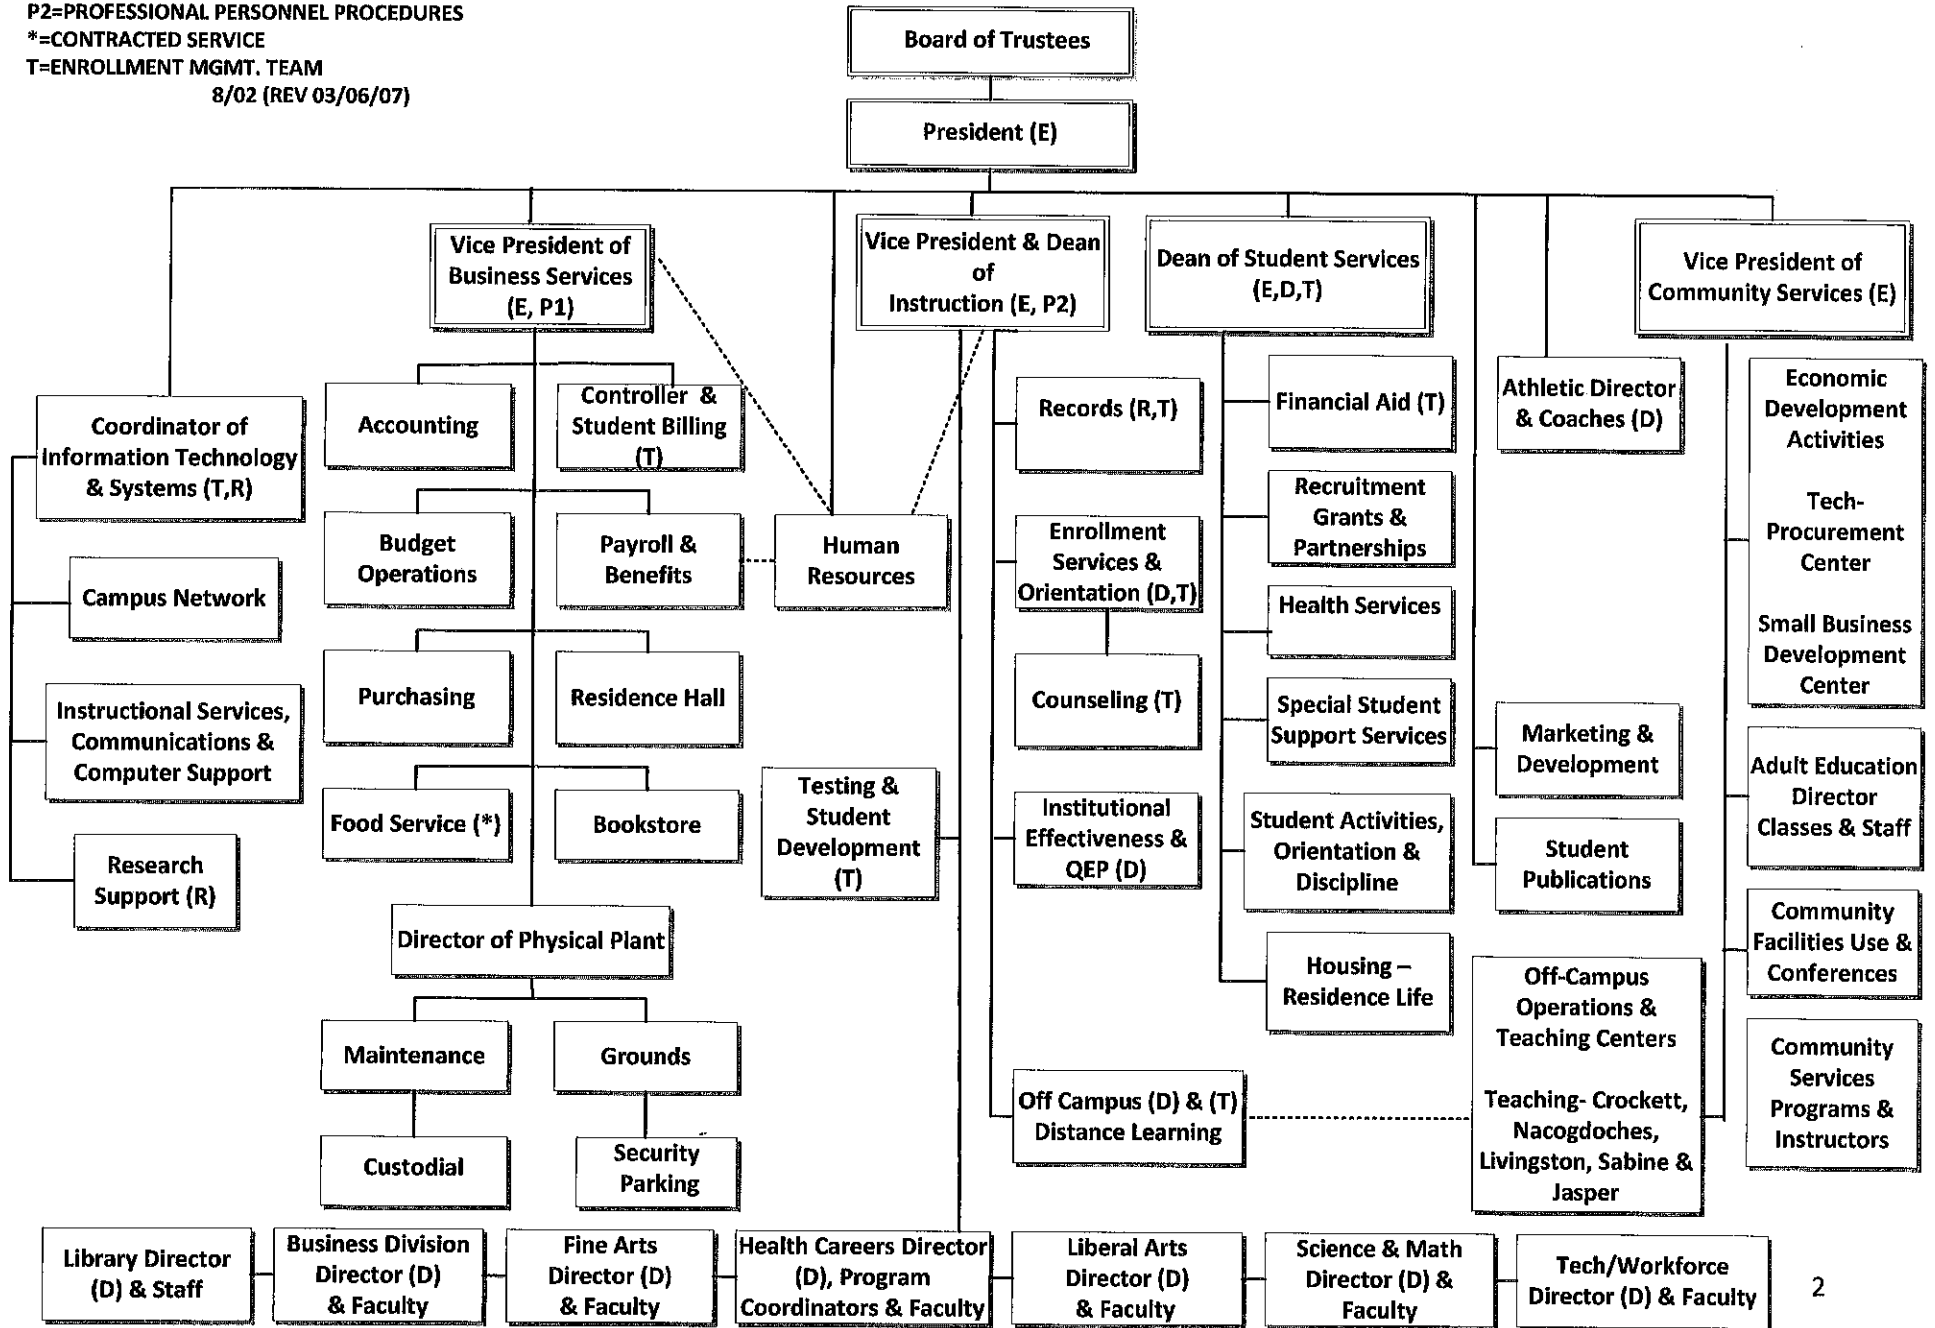 P2=PROFESSIONAL PERSONNEL PROCEDURES
*=CONTRACTED SERVICE
T=ENROLLMENT MGMT. TEAM
8/02 (REV 03/06/07)
Board of Trustees
President (E)
Vice President of
Business Services
(E, P1)
Vice President & Dean
of
Instruction (E, P2)
Dean of Student Services
(E,D,T)
Vice President of
Community Services (E)
Coordinator of
Information Technology
& Systems (T,R)
Campus Network
Instructional Services,
Communications &
Computer Support
Research
Support (R)
Accounting
Controller &
Student Billing
(T)
Budget
Operations
Payroll &
Benefits
Human
Resources
Purchasing
Residence Hall
Food Service (*)
Bookstore
Director of Physical Plant
Maintenance
Grounds
Custodial
Security
Parking
Testing &
Student
Development
(T)
Records (R,T)
Enrollment
Services &
Orientation (D,T)
Counseling (T)
Institutional
Effectiveness &
QEP (D)
Off Campus (D) & (T)
Distance Learning
Financial Aid (T)
Recruitment
Grants &
Partnerships
Health Services
Special Student
Support Services
Student Activities,
Orientation &
Discipline
Housing –
Residence Life
Athletic Director
& Coaches (D)
Marketing &
Development
Student
Publications
Off-Campus
Operations &
Teaching Centers
Teaching- Crockett,
Nacogdoches,
Livingston, Sabine &
Jasper
Economic
Development
Activities
Tech-
Procurement
Center
Small Business
Development
Center
Adult Education
Director
Classes & Staff
Community
Facilities Use &
Conferences
Community
Services
Programs &
Instructors
Library Director
(D) & Staff
Business Division
Director (D)
& Faculty
Fine Arts
Director (D)
& Faculty
Health Careers Director
(D), Program
Coordinators & Faculty
Liberal Arts
Director (D)
& Faculty
Science & Math
Director (D) &
Faculty
Tech/Workforce
Director (D) & Faculty
2